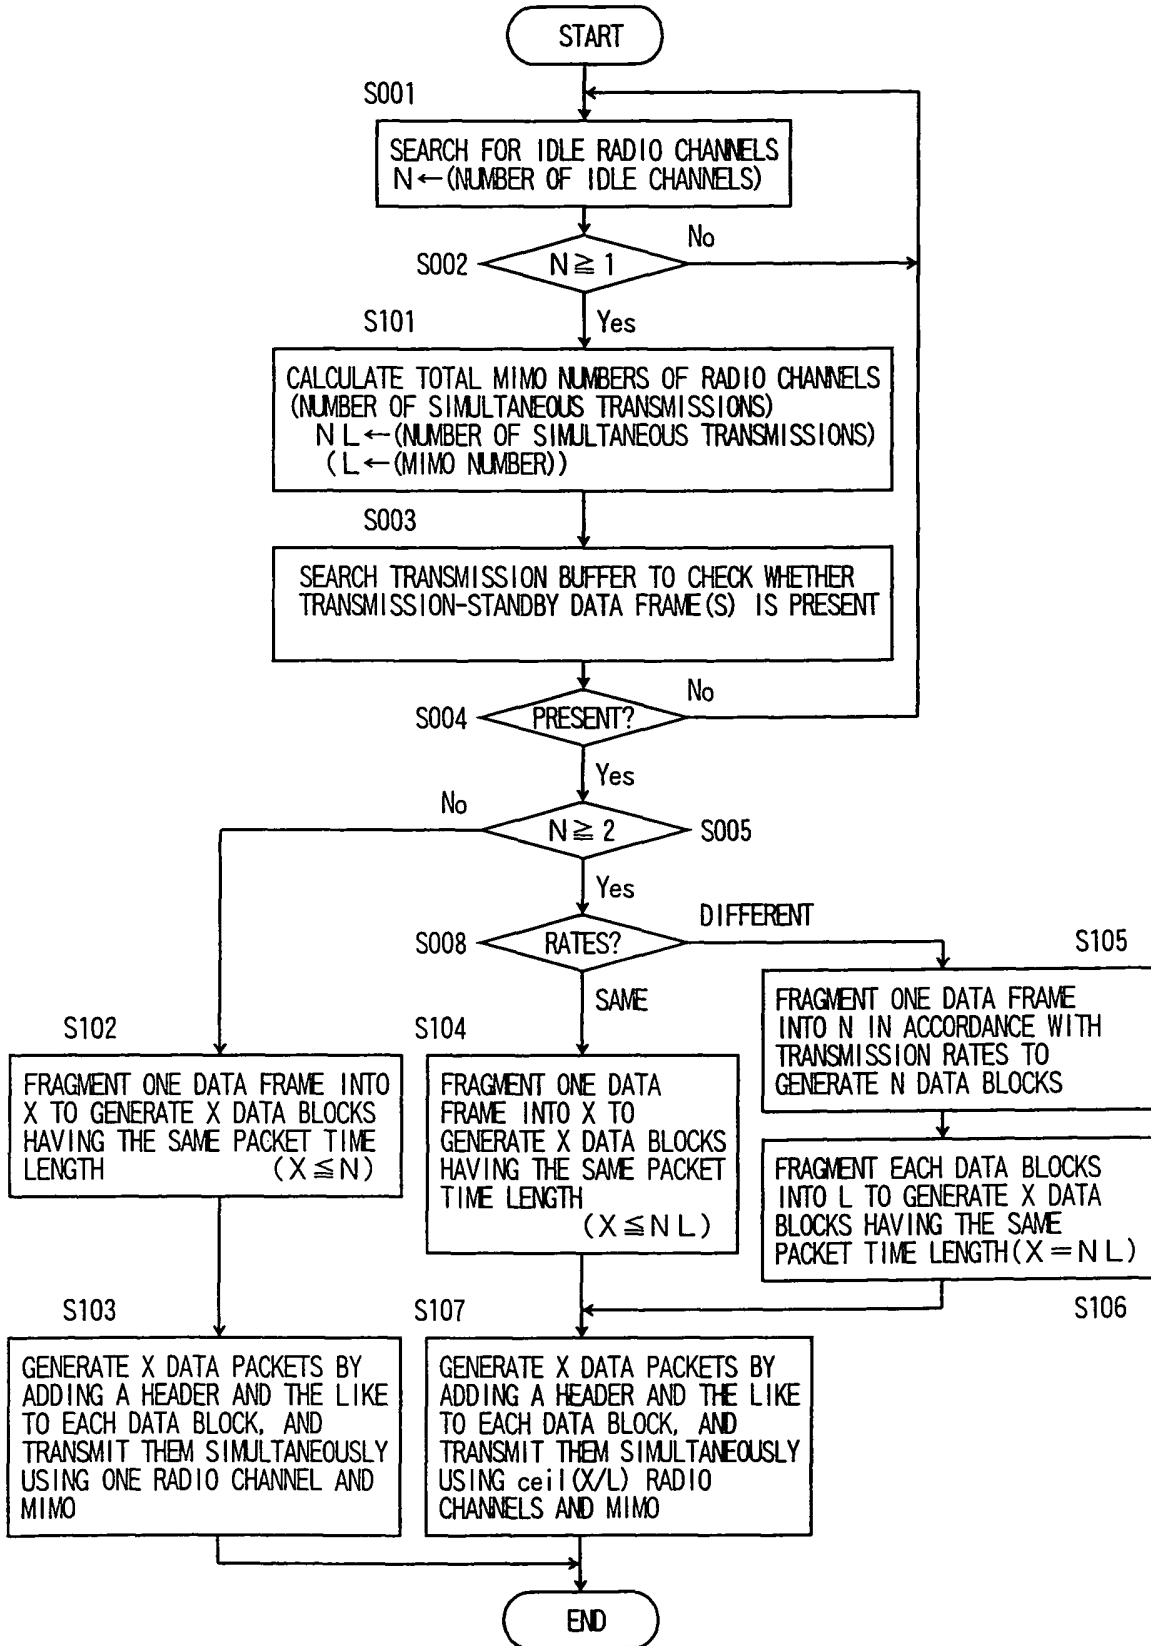 START
S001
SEARCH FOR IDLE RADIO CHANNELS
N←(NUMBER OF IDLE CHANNELS)
No
S002
N≧1
Yes
S101
CALCULATE TOTAL MIMO NUMBERS OF RADIO CHANNELS
(NUMBER OF SIMULTANEOUS TRANSMISSIONS)
NL←(NUMBER OF SIMULTANEOUS TRANSMISSIONS)
(L←(MIMO NUMBER))
S003
SEARCH TRANSMISSION BUFFER TO CHECK WHETHER
TRANSMISSION-STANDBY DATA FRAME(S) IS PRESENT
No
S004
PRESENT?
Yes
No
N≧2
S005
Yes
DIFFERENT
S008
RATES?
SAME
S105
FRAGMENT ONE DATA FRAME
INTO N IN ACCORDANCE WITH
TRANSMISSION RATES TO
GENERATE N DATA BLOCKS
S102
FRAGMENT ONE DATA FRAME INTO
X TO GENERATE X DATA BLOCKS
HAVING THE SAME PACKET TIME
LENGTH (X≦N)
S104
FRAGMENT ONE DATA
FRAME INTO X TO
GENERATE X DATA BLOCKS
HAVING THE SAME PACKET
TIME LENGTH
(X≦NL)
FRAGMENT EACH DATA BLOCKS
INTO L TO GENERATE X DATA
BLOCKS HAVING THE SAME
PACKET TIME LENGTH(X=NL)
S106
S103
GENERATE X DATA PACKETS BY
ADDING A HEADER AND THE LIKE
TO EACH DATA BLOCK, AND
TRANSMIT THEM SIMULTANEOUSLY
USING ONE RADIO CHANNEL AND
MIMO
S107
GENERATE X DATA PACKETS BY
ADDING A HEADER AND THE LIKE
TO EACH DATA BLOCK, AND
TRANSMIT THEM SIMULTANEOUSLY
USING ceil(X/L) RADIO
CHANNELS AND MIMO
END